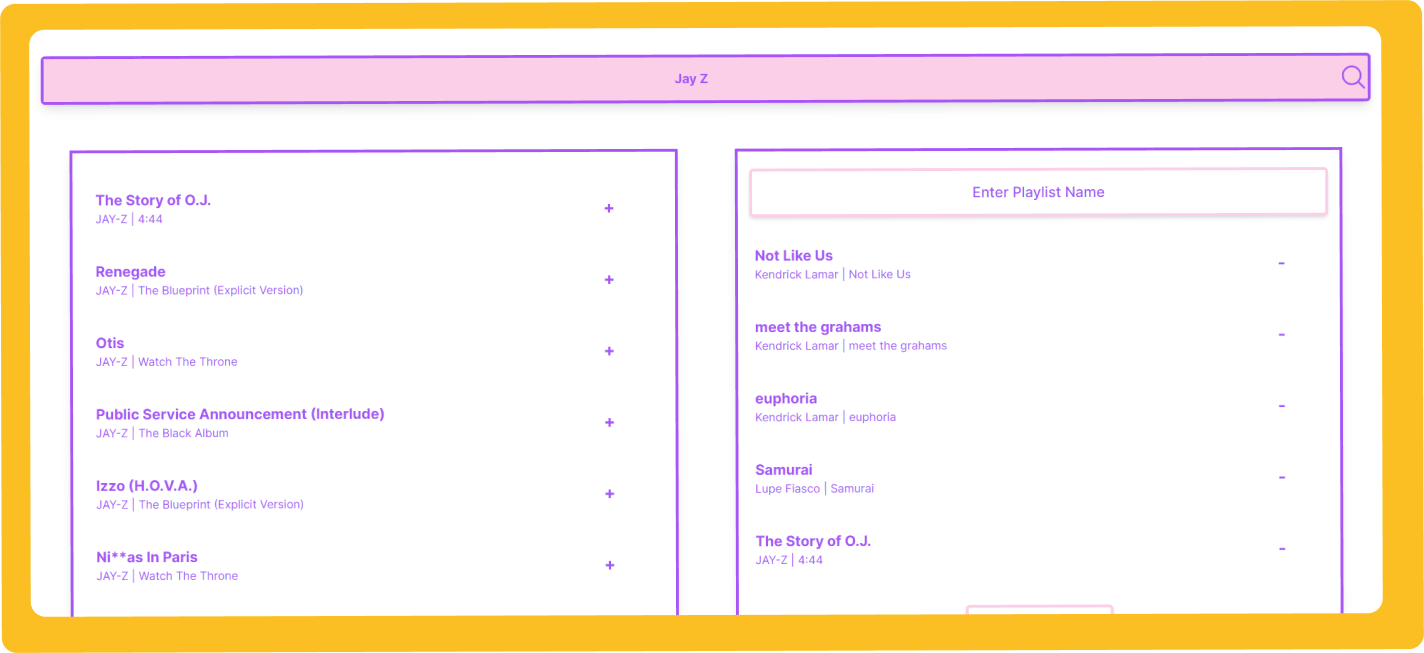 Jay Z
The Story of O.J.
JAY-Z | 4:44
+
Renegade
JAY-Z | The Blueprint (Explicit Version)
+
Otis
JAY-Z | Watch The Throne
+
Public Service Announcement (Interlude)
JAY-Z | The Black Album
+
Izzo (H.O.V.A.)
JAY-Z | The Blueprint (Explicit Version)
+
Ni**as In Paris
JAY-Z | Watch The Throne
+
Enter Playlist Name
Not Like Us
Kendrick Lamar | Not Like Us
-
meet the grahams
Kendrick Lamar | meet the grahams
-
euphoria
Kendrick Lamar | euphoria
-
Samurai
Lupe Fiasco | Samurai
-
The Story of O.J.
JAY-Z | 4:44
-